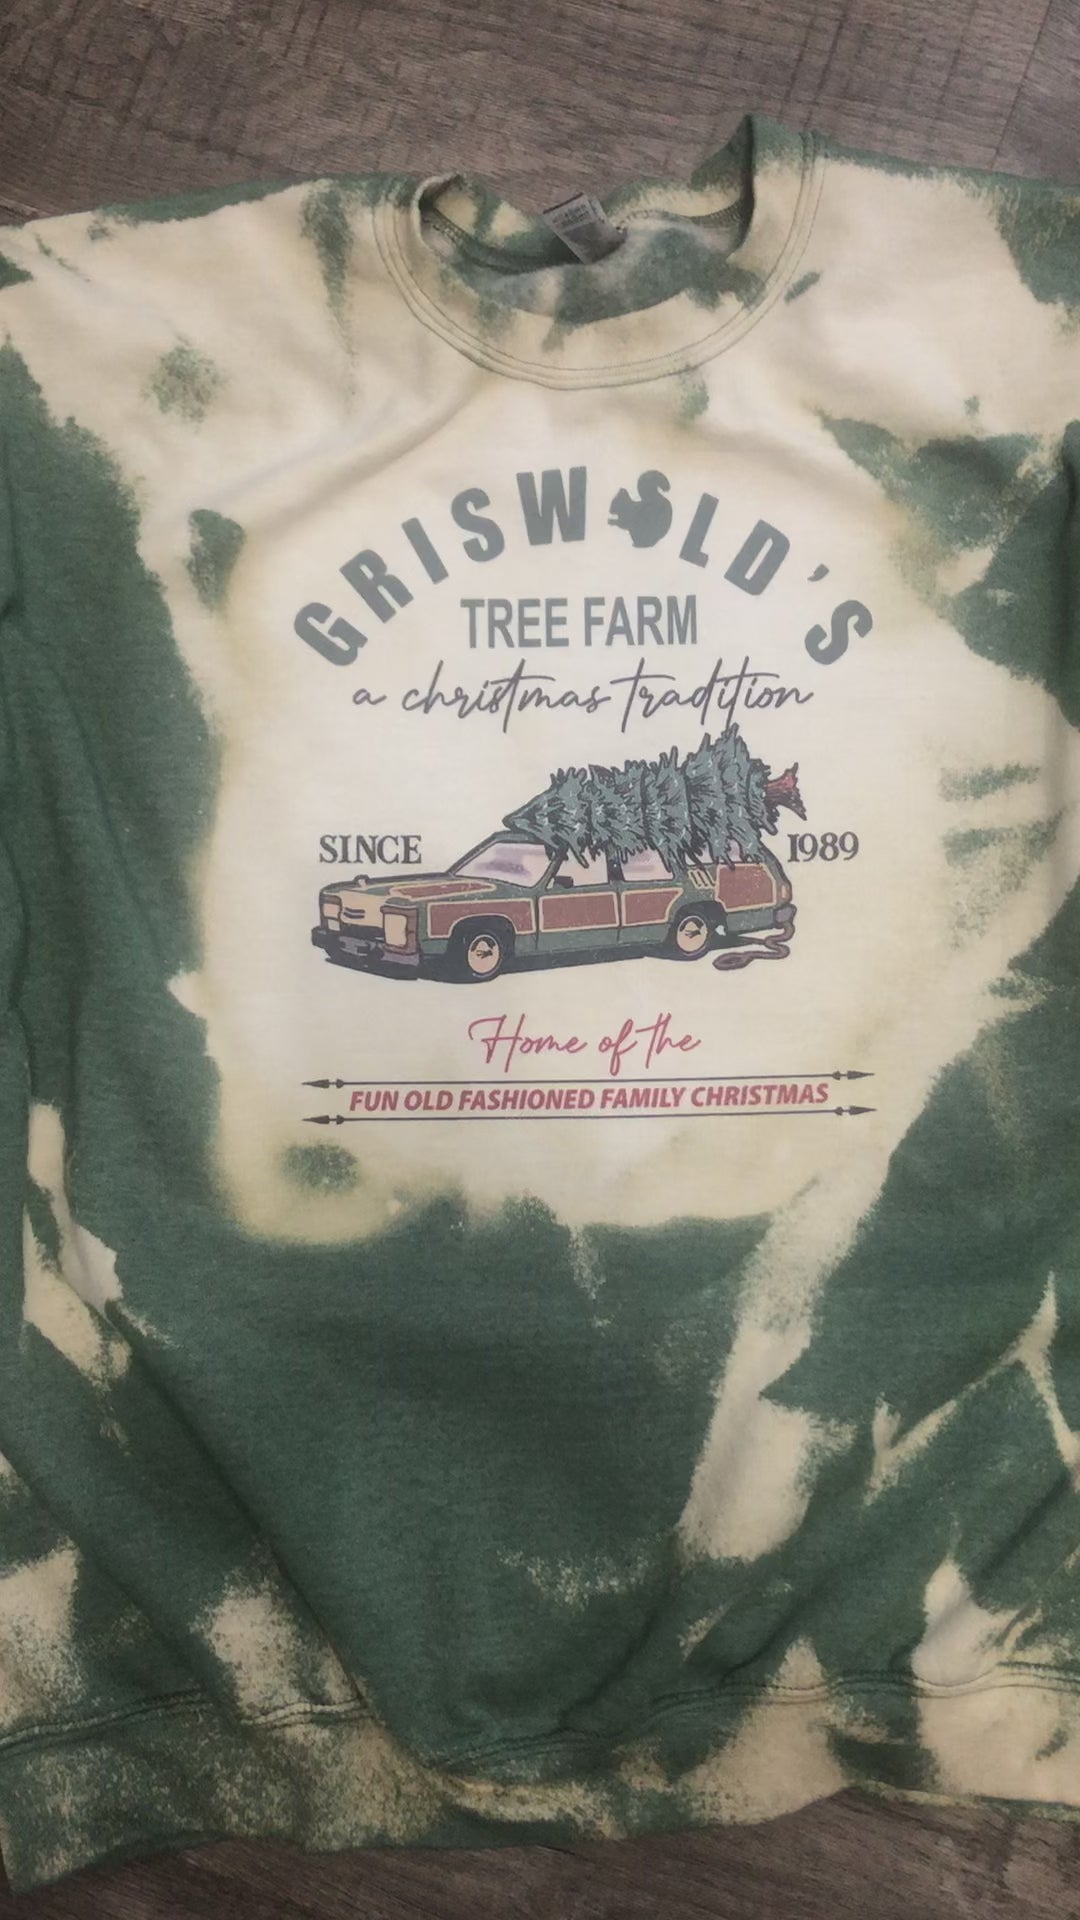 GRISWOLD'S
TREE FARM
a christmas tradition
SINCE 1989
Home of the
FUN OLD FASHIONED FAMILY CHRISTMAS